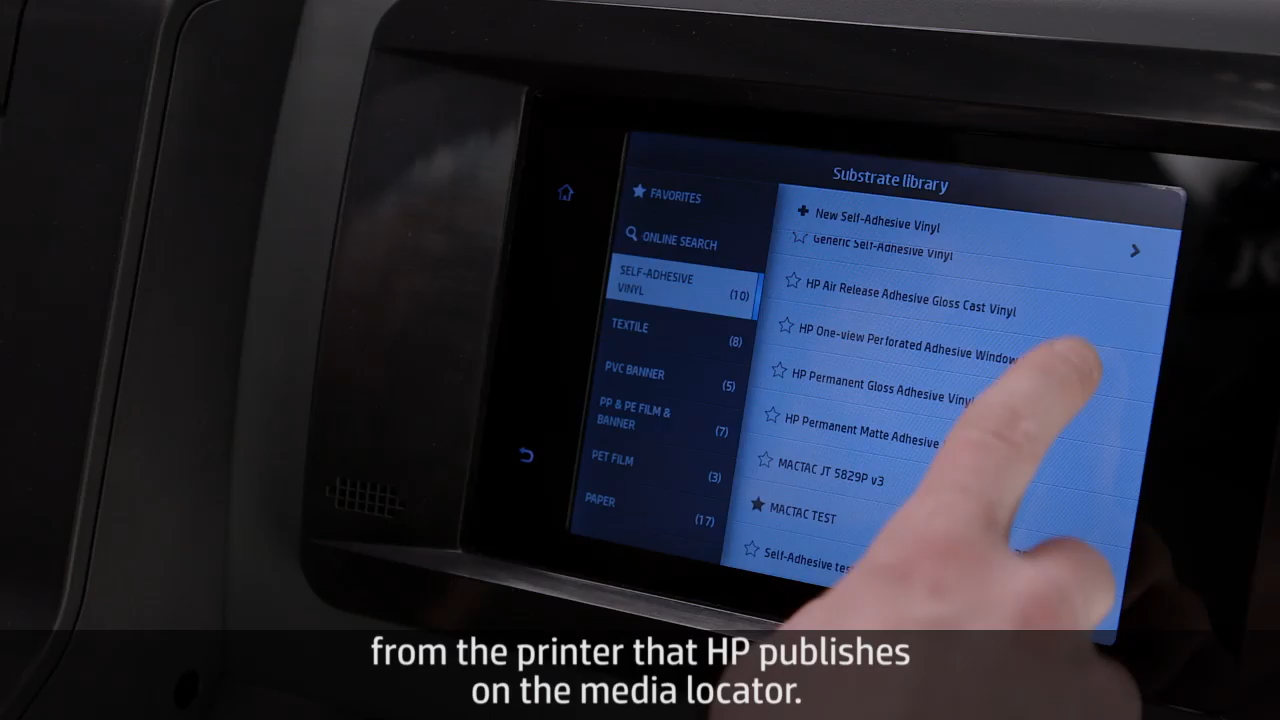 Substrate library
FAVORITES
ONLINE SEARCH
SELF-ADHESIVE
VINYL (10)
TEXTILE (8)
PVC BANNER (5)
PP & PE FILM &
BANNER (7)
PET FILM (3)
PAPER (17)
New Self-Adhesive Vinyl
Generic Self-Adhesive Vinyl
HP Air Release Adhesive Gloss Cast Vinyl
HP One-view Perforated Adhesive Window
HP Permanent Gloss Adhesive Vinyl
HP Permanent Matte Adhesive
MACTAC JT 5829P v3
MACTAC TEST
Self-Adhesive
from the printer that HP publishes
on the media locator.